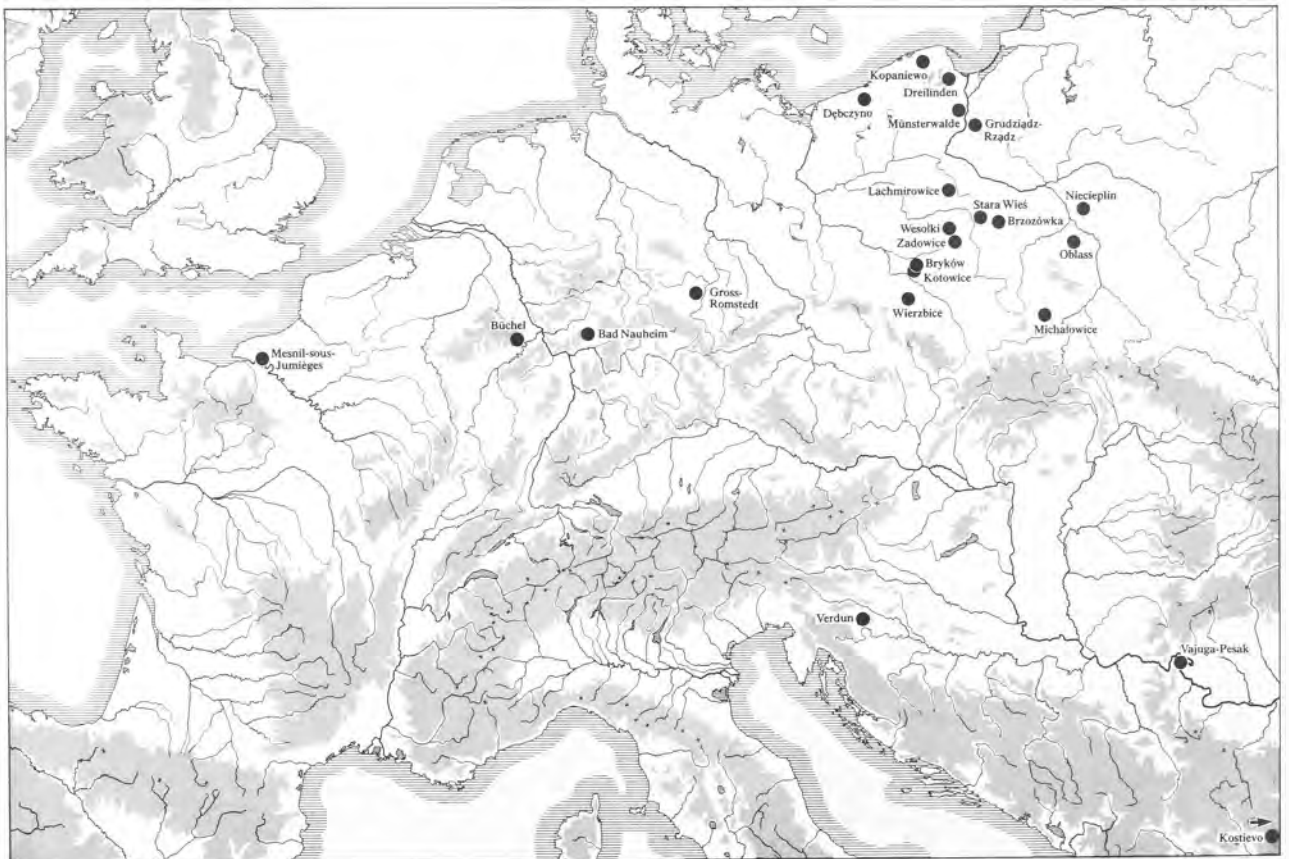 Kopaniewo
Dreilinden
Dębczyno
Münsterwalde
Grudziądz-
Rządz
Lachmirowice
Niecieplin
Stara Wieś
Brzozówka
Wesolki
Zadowice
Oblass
Bryków
Kotowice
Gross-
Romstedt
Wierzbice
Michałowice
Büchel
Bad Nauheim
Mesnil-sous-
Jumièges
Verdun
Vajuga-Pesak
Kostievo